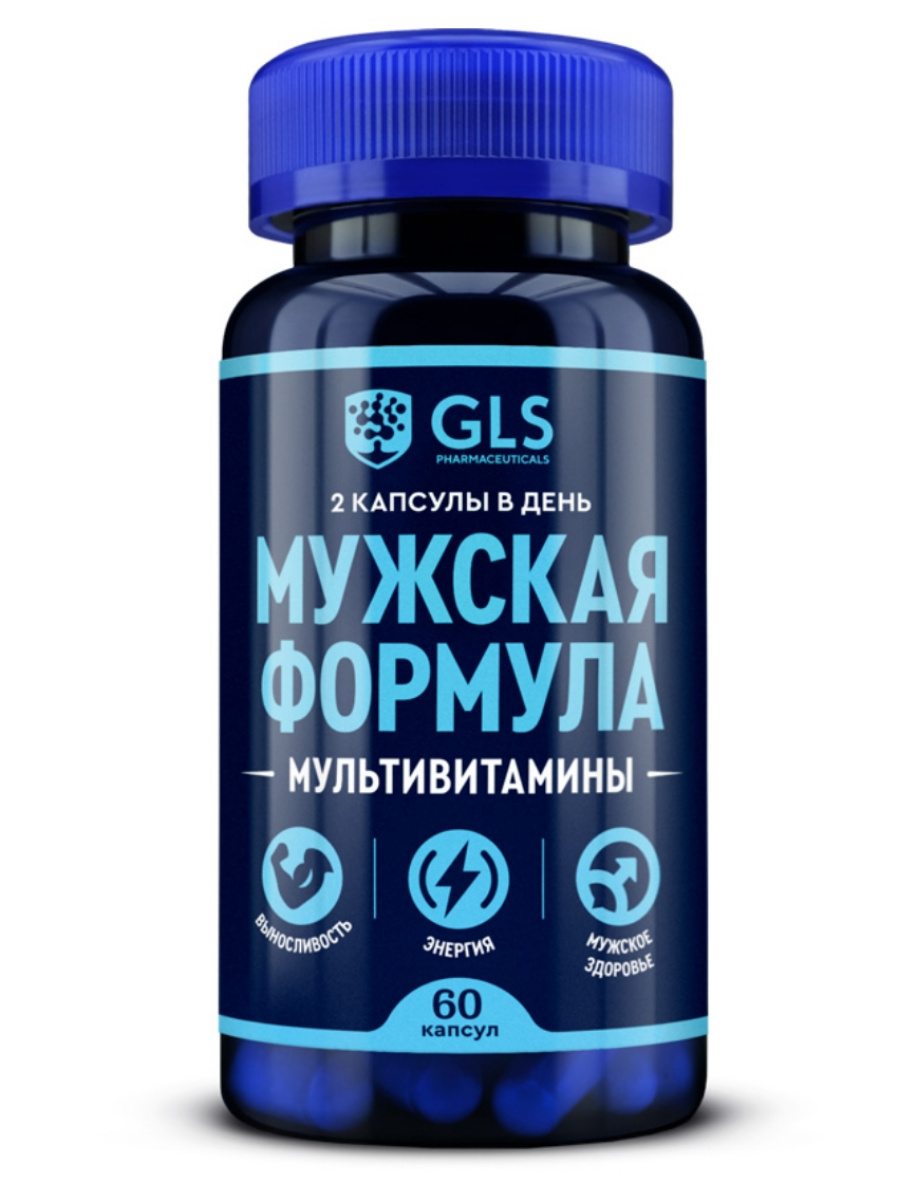 GLS
PHARMACEUTICALS
2 КАПСУЛЫ В ДЕНЬ
МУЖСКАЯ
ФОРМУЛА
МУЛЬТИВИТАМИНЫ
ВЫНОСЛИВОСТЬ
ЭНЕРГИЯ
МУЖСКОЕ
ЗДОРОВЬЕ
60
капсул